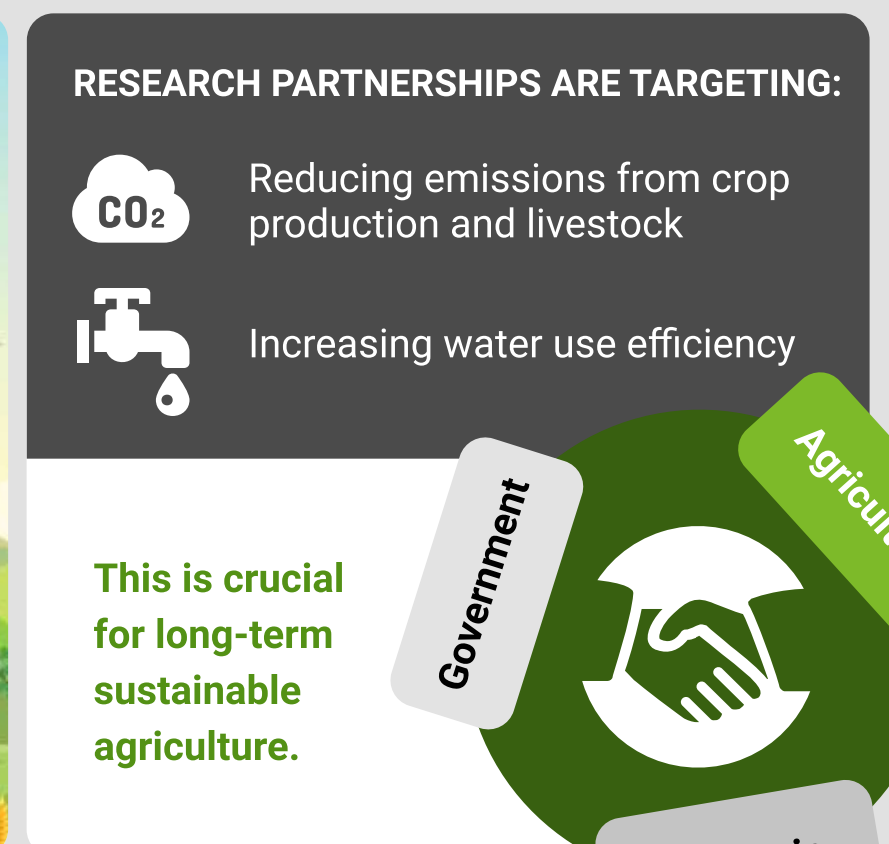 RESEARCH PARTNERSHIPS ARE TARGETING:
CO₂
Reducing emissions from crop
production and livestock
Increasing water use efficiency
Government
This is crucial
for long-term
sustainable
agriculture.